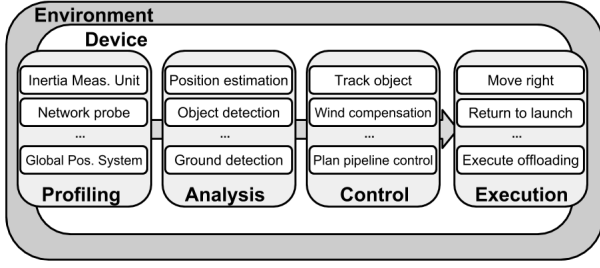 Environment
Device
Inertia Meas. Unit
Network probe
...
Global Pos. System
Profiling
Position estimation
Object detection
...
Ground detection
Analysis
Track object
Wind compensation
...
Plan pipeline control
Control
Move right
Return to launch
...
Execute offloading
Execution